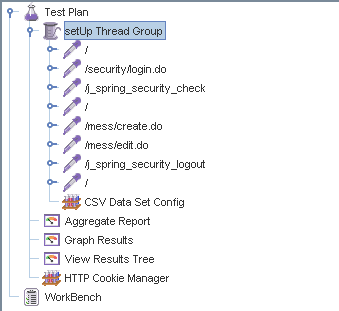 Test Plan
setUp Thread Group
/
/security/login.do
/j_spring_security_check
/
/mess/create.do
/mess/edit.do
/j_spring_security_logout
/
CSV Data Set Config
Aggregate Report
Graph Results
View Results Tree
HTTP Cookie Manager
WorkBench